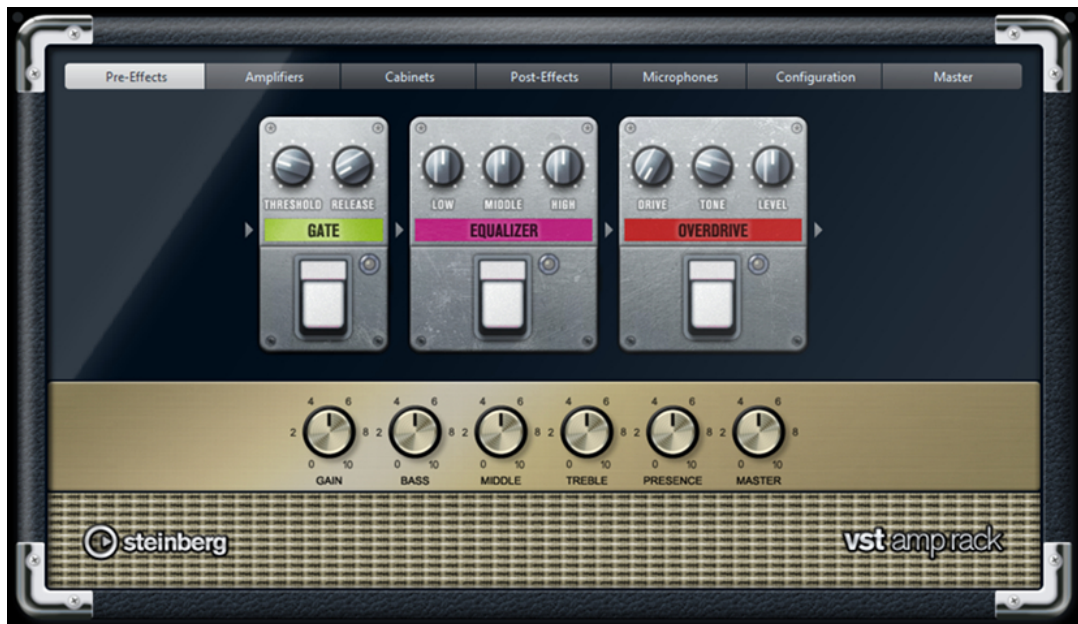 Pre-Effects Amplifiers Cabinets Post-Effects Microphones Configuration Master
THRESHOLD RELEASE LOW MIDDLE HIGH DRIVE TONE LEVEL
GATE EQUALIZER OVERDRIVE
4 6 4 6 4 6 4 6 4 6 4 6
2 8 2 8 2 8 2 8 2 8 2 8
0 10 0 10 0 10 0 10 0 10 0 10
GAIN BASS MIDDLE TREBLE PRESENCE MASTER
steinberg vst amp rack